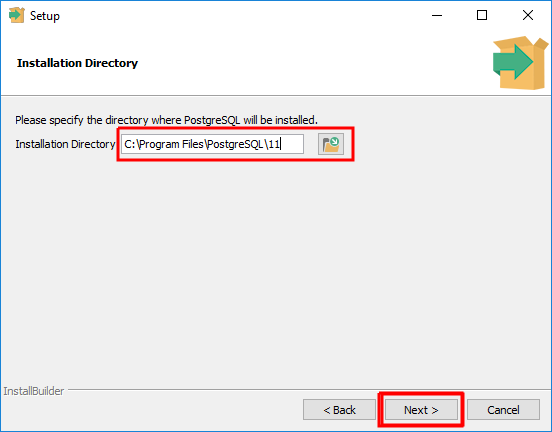 Setup
Installation Directory
Please specify the directory where PostgreSQL will be installed.
Installation Directory C:\Program Files\PostgreSQL\11
InstallBuilder
< Back Next > Cancel